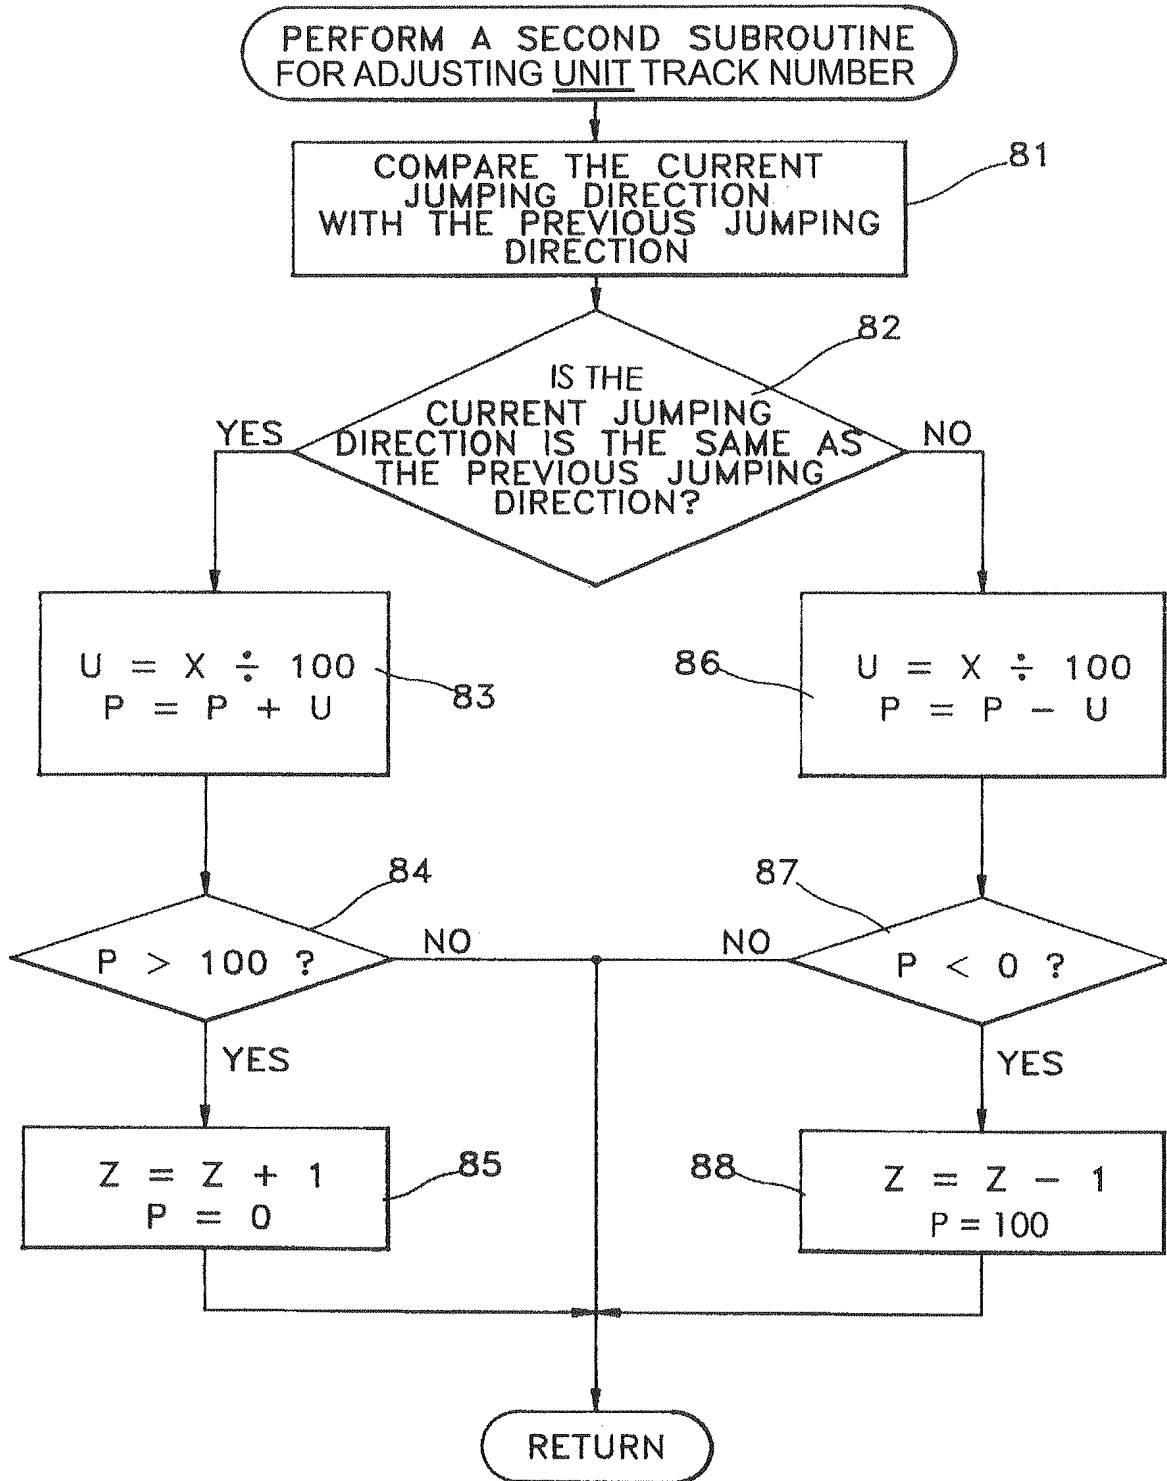 PERFORM A SECOND SUBROUTINE
FOR ADJUSTING UNIT TRACK NUMBER
COMPARE THE CURRENT
JUMPING DIRECTION
WITH THE PREVIOUS JUMPING
DIRECTION
81
82
IS THE
CURRENT JUMPING
DIRECTION IS THE SAME AS
THE PREVIOUS JUMPING
DIRECTION?
YES
NO
U = X ÷ 100
P = P + U
83
86
U = X ÷ 100
P = P - U
84
87
P > 100 ?
NO
NO
P < 0 ?
YES
YES
Z = Z + 1
P = 0
85
88
Z = Z - 1
P = 100
RETURN